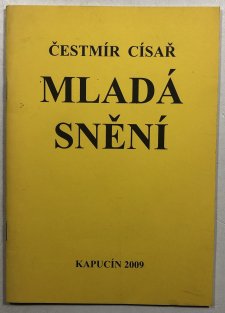 ČESTMÍR CÍSAŘ
MLADÁ
SNĚNÍ
KAPUCÍN 2009